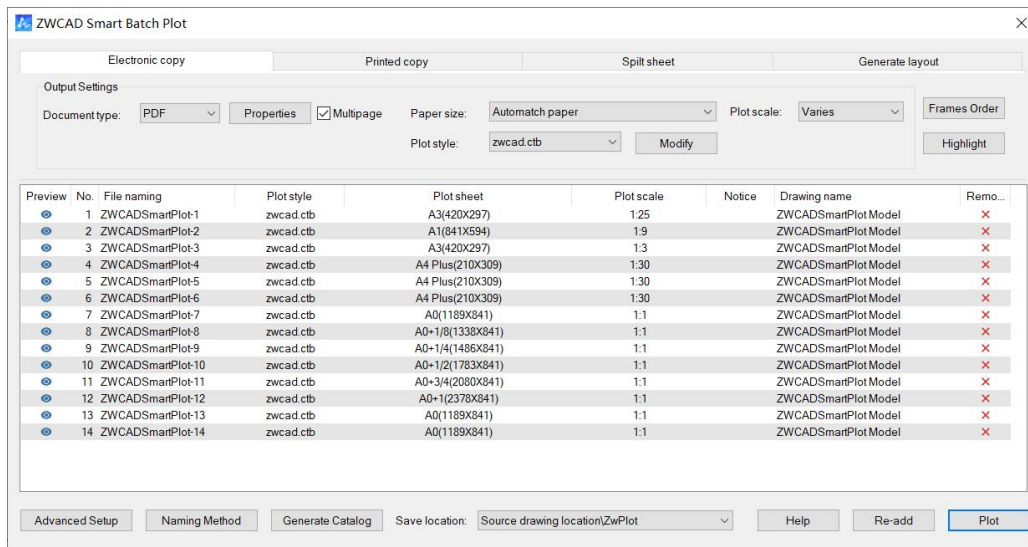 ZWCAD Smart Batch Plot
Electronic copy Printed copy Spilt sheet Generate layout
Output Settings
Document type: PDF Properties Multipage Paper size: Automatch paper Plot scale: Varies Frames Order
Plot style: zwcad.ctb Modify Highlight
Preview No. File naming Plot style Plot sheet Plot scale Notice Drawing name Remo...
1 ZWCADSmartPlot-1 zwcad.ctb A3(420X297) 1:25 ZWCADSmartPlot Model
2 ZWCADSmartPlot-2 zwcad.ctb A1(841X594) 1:9 ZWCADSmartPlot Model
3 ZWCADSmartPlot-3 zwcad.ctb A3(420X297) 1:3 ZWCADSmartPlot Model
4 ZWCADSmartPlot-4 zwcad.ctb A4 Plus(210X309) 1:30 ZWCADSmartPlot Model
5 ZWCADSmartPlot-5 zwcad.ctb A4 Plus(210X309) 1:30 ZWCADSmartPlot Model
6 ZWCADSmartPlot-6 zwcad.ctb A4 Plus(210X309) 1:30 ZWCADSmartPlot Model
7 ZWCADSmartPlot-7 zwcad.ctb A0(1189X841) 1:1 ZWCADSmartPlot Model
8 ZWCADSmartPlot-8 zwcad.ctb A0+1/8(1338X841) 1:1 ZWCADSmartPlot Model
9 ZWCADSmartPlot-9 zwcad.ctb A0+1/4(1486X841) 1:1 ZWCADSmartPlot Model
10 ZWCADSmartPlot-10 zwcad.ctb A0+1/2(1783X841) 1:1 ZWCADSmartPlot Model
11 ZWCADSmartPlot-11 zwcad.ctb A0+3/4(2080X841) 1:1 ZWCADSmartPlot Model
12 ZWCADSmartPlot-12 zwcad.ctb A0+1(2378X841) 1:1 ZWCADSmartPlot Model
13 ZWCADSmartPlot-13 zwcad.ctb A0(1189X841) 1:1 ZWCADSmartPlot Model
14 ZWCADSmartPlot-14 zwcad.ctb A0(1189X841) 1:1 ZWCADSmartPlot Model
Advanced Setup Naming Method Generate Catalog Save location: Source drawing location\ZwPlot Help Re-add Plot